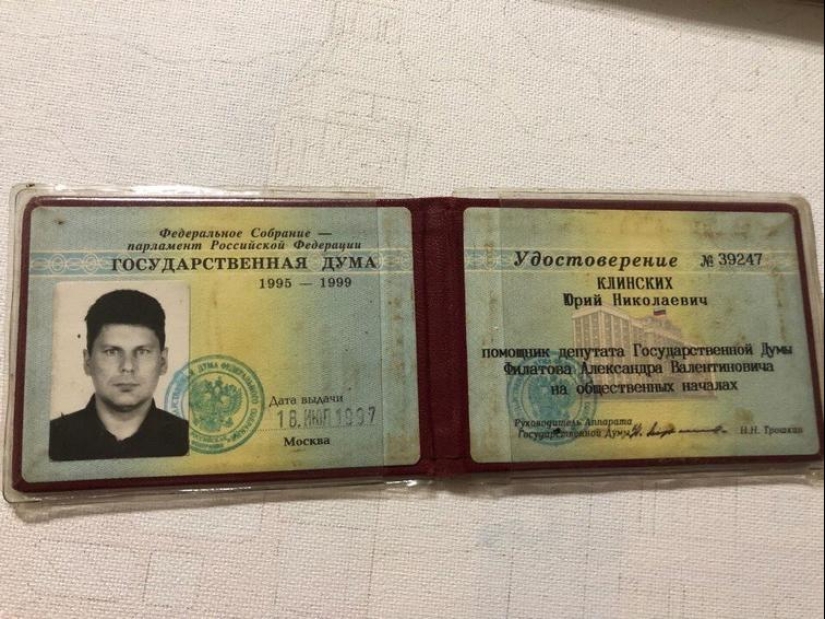 Федеральное Собрание —
парламент Российской Федерации
ГОСУДАРСТВЕННАЯ ДУМА
1995 — 1999
Дата выдачи
18. ИЮЛ 1997
Москва
Удостоверение № 39247
КЛИНСКИХ
Юрий Николаевич
помощник депутата Государственной Думы
Филатова Александра Валентиновича
на общественных началах
Руководитель Аппарата
Государственной Думы Н.Н. Трошкин